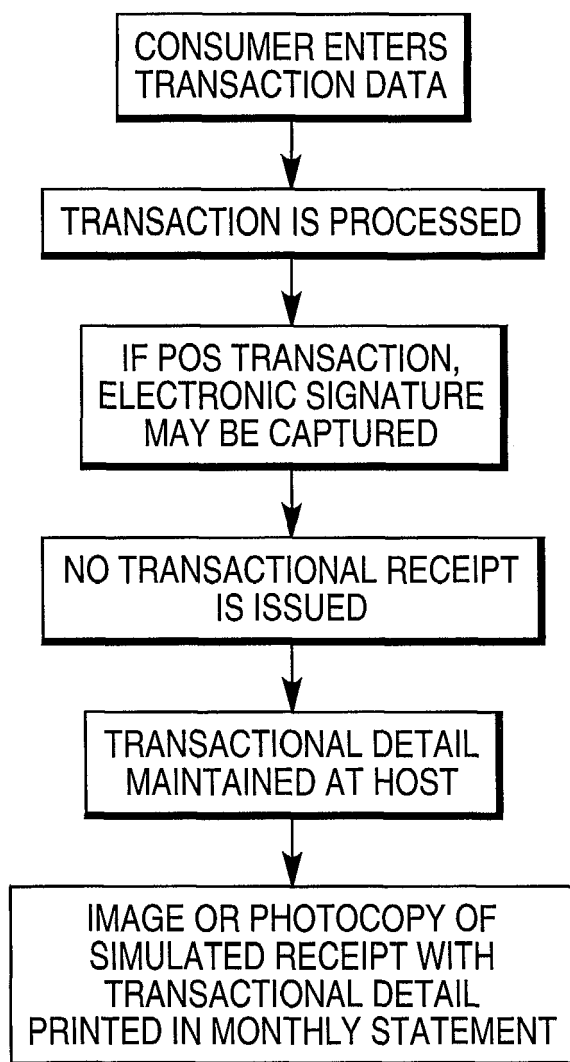 CONSUMER ENTERS
TRANSACTION DATA
TRANSACTION IS PROCESSED
IF POS TRANSACTION,
ELECTRONIC SIGNATURE
MAY BE CAPTURED
NO TRANSACTIONAL RECEIPT
IS ISSUED
TRANSACTIONAL DETAIL
MAINTAINED AT HOST
IMAGE OR PHOTOCOPY OF
SIMULATED RECEIPT WITH
TRANSACTIONAL DETAIL
PRINTED IN MONTHLY STATEMENT